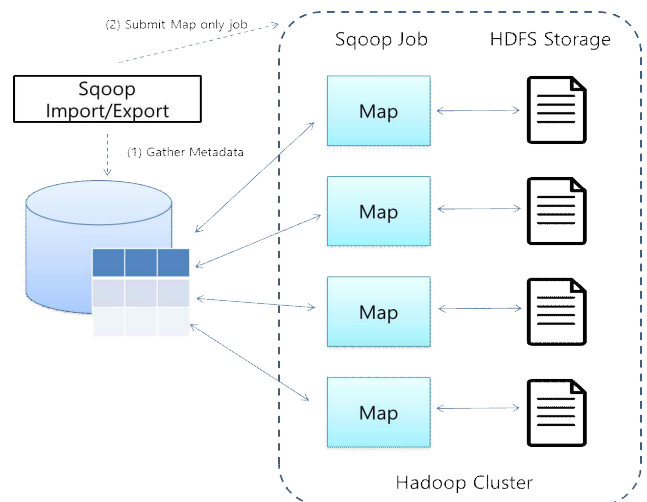 (2) Submit Map only job
Sqoop Job
HDFS Storage
Sqoop
Import/Export
Map
(1) Gather Metadata
Map
Map
Map
Hadoop Cluster